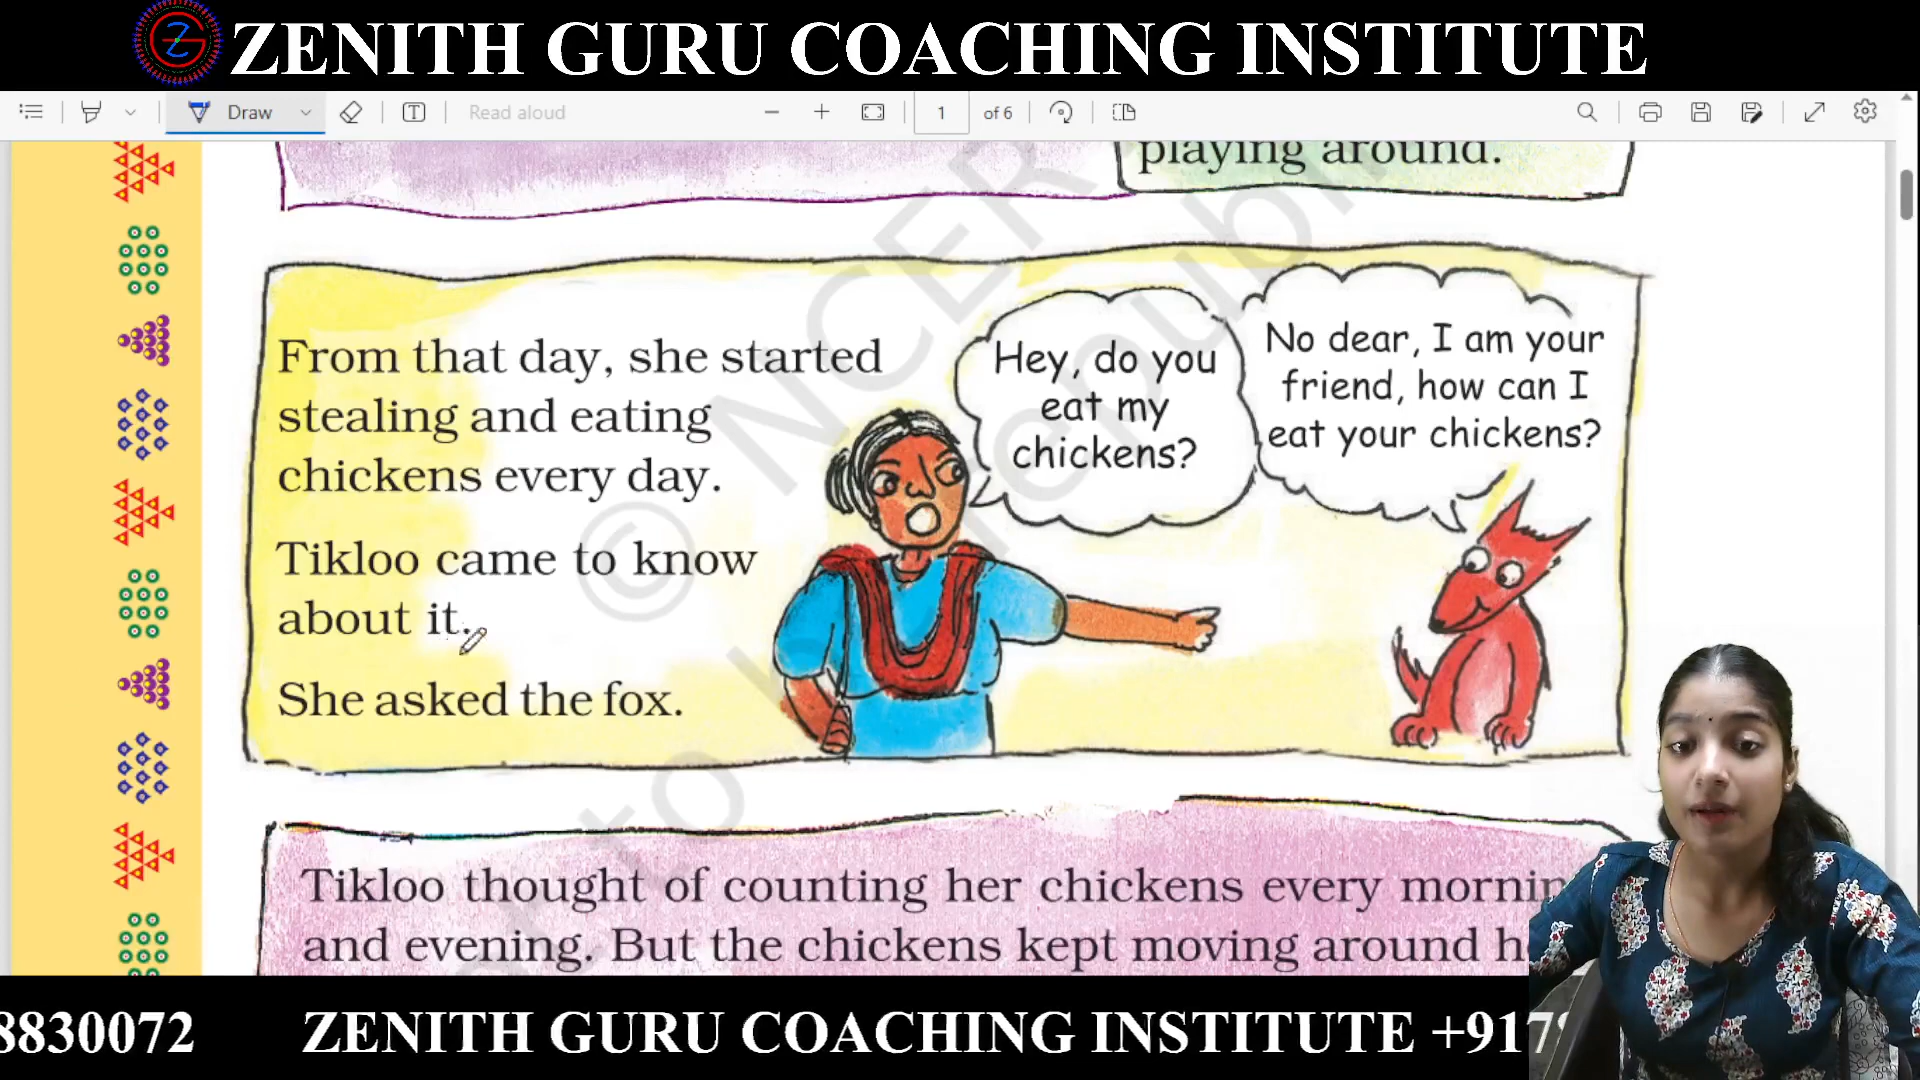 ZENITH GURU COACHING INSTITUTE
Draw
Read aloud
1 of 6
playing around.
From that day, she started
stealing and eating
chickens every day.
Tikloo came to know
about it.
She asked the fox.
Hey, do you
eat my
chickens?
No dear, I am your
friend, how can I
eat your chickens?
Tikloo thought of counting her chickens every
and evening. But the chickens kept moving around
8830072 ZENITH GURU COACHING INSTITUTE +917